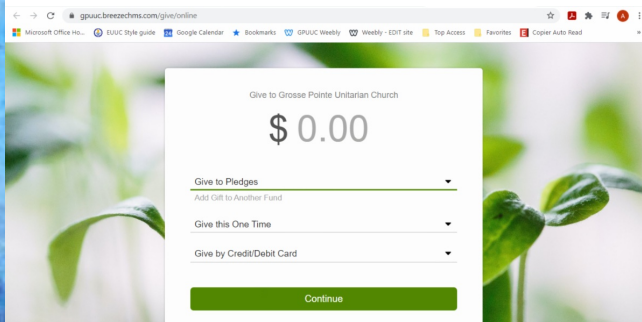 gpuuc.breezechms.com/give/online
Microsoft Office Ho... EUUC Style guide Google Calendar Bookmarks GPUUC Weebly Weebly - EDIT site Top Access Favorites Copier Auto Read »
Give to Grosse Pointe Unitarian Church
$ 0.00
Give to Pledges
Add Gift to Another Fund
Give this One Time
Give by Credit/Debit Card
Continue